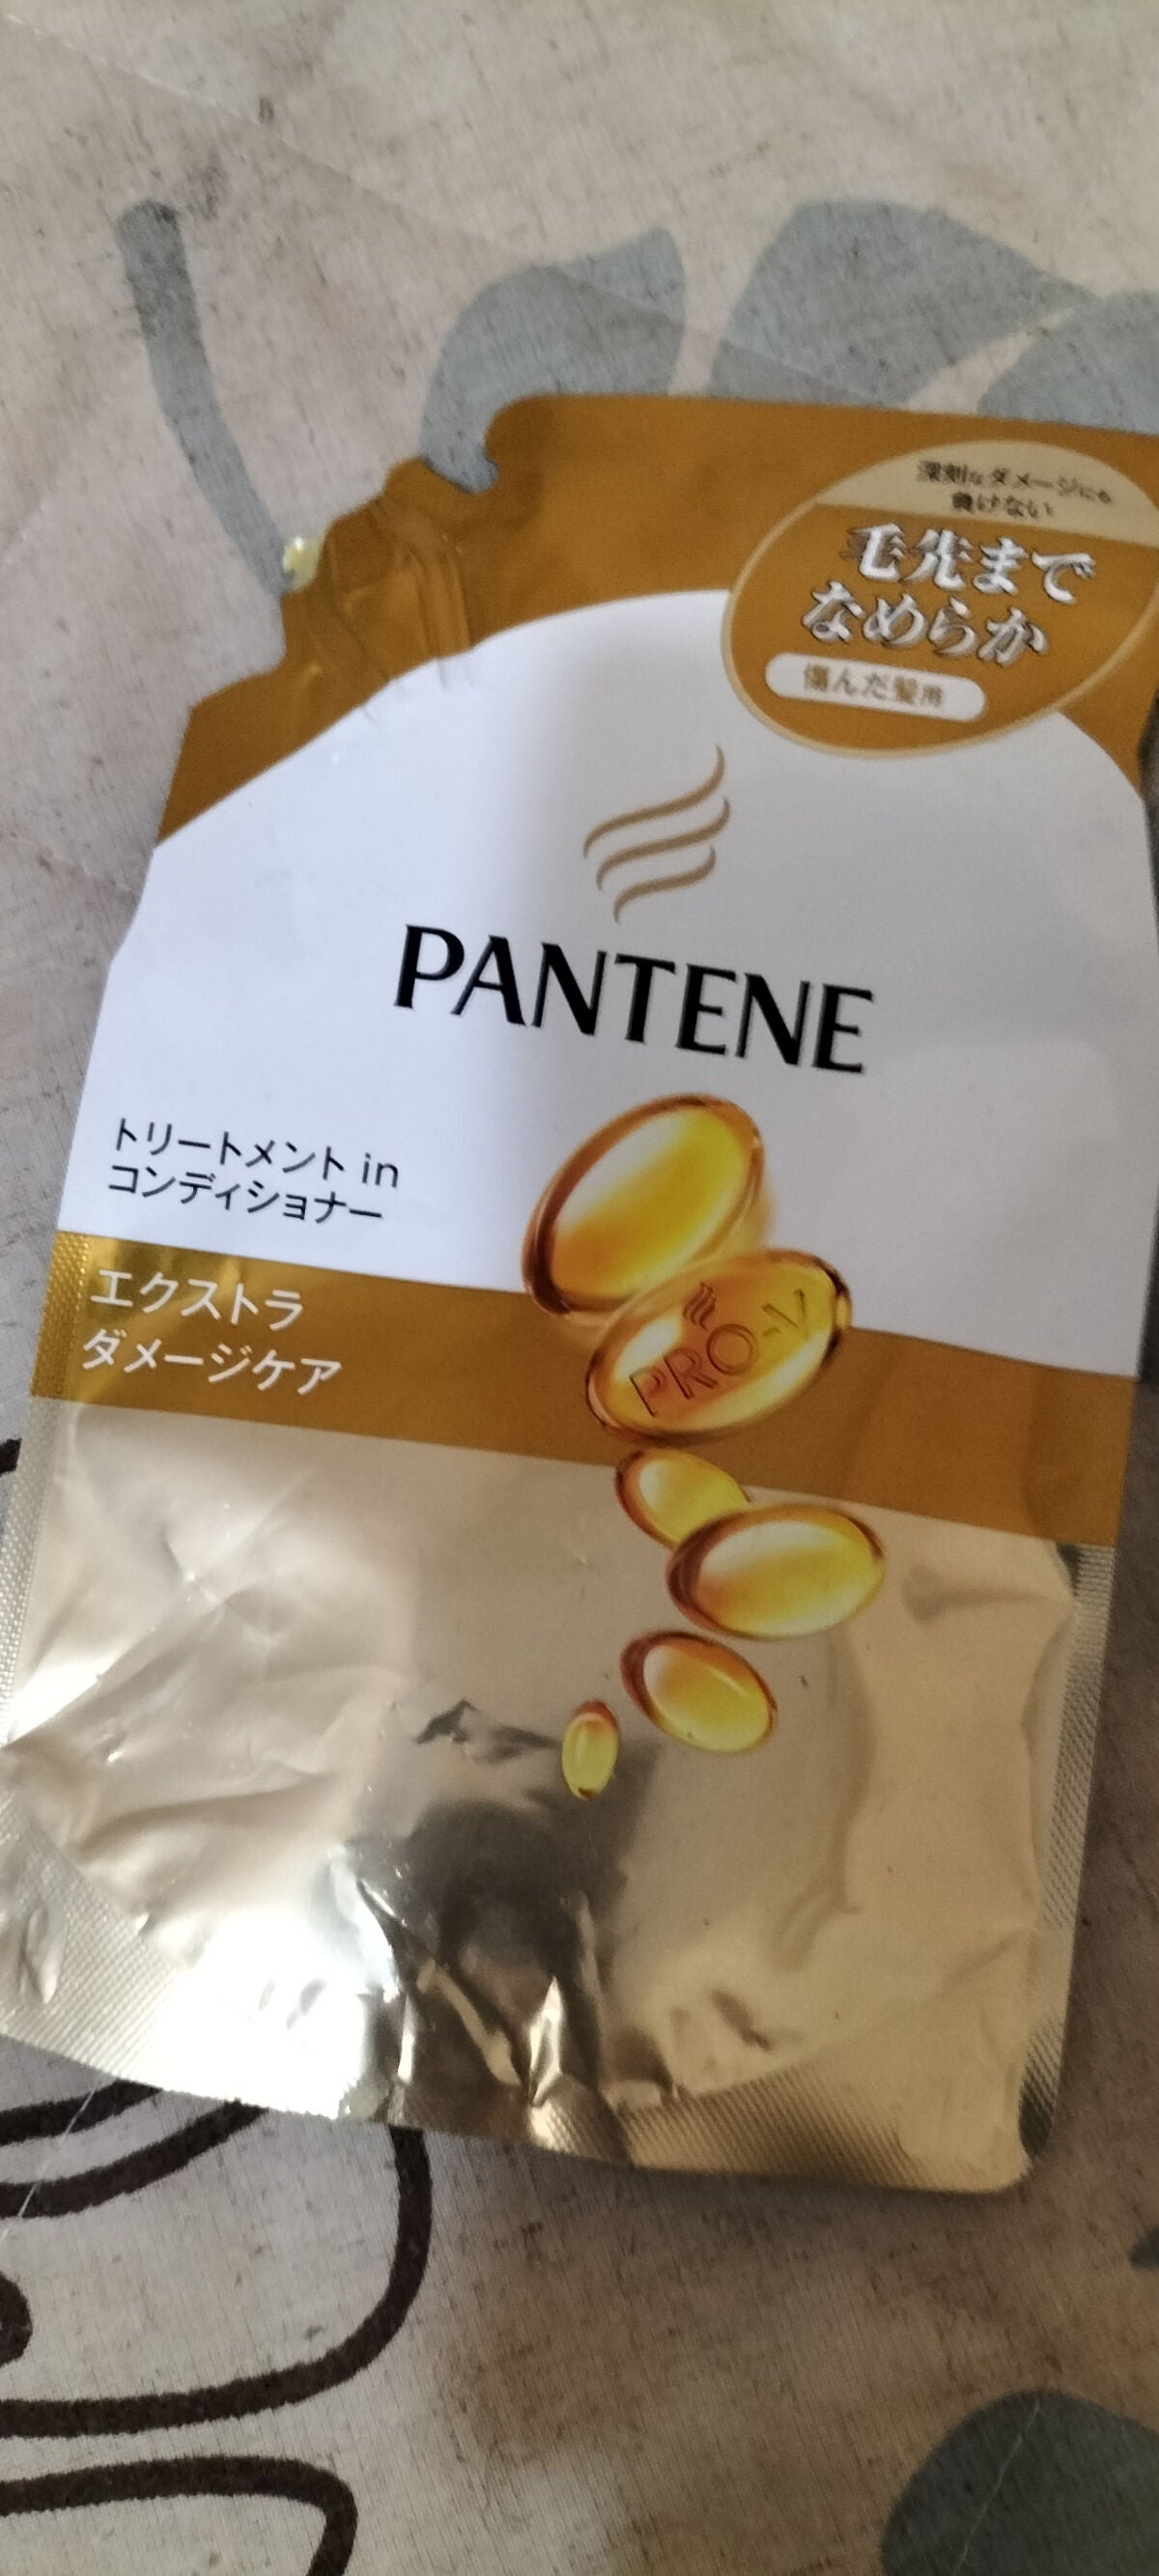 深刻なダメージにも
負けない
毛先まで
なめらか
傷んだ髪用
PANTENE
トリートメント in
コンディショナー
エクストラ
ダメージケア
PRO-V